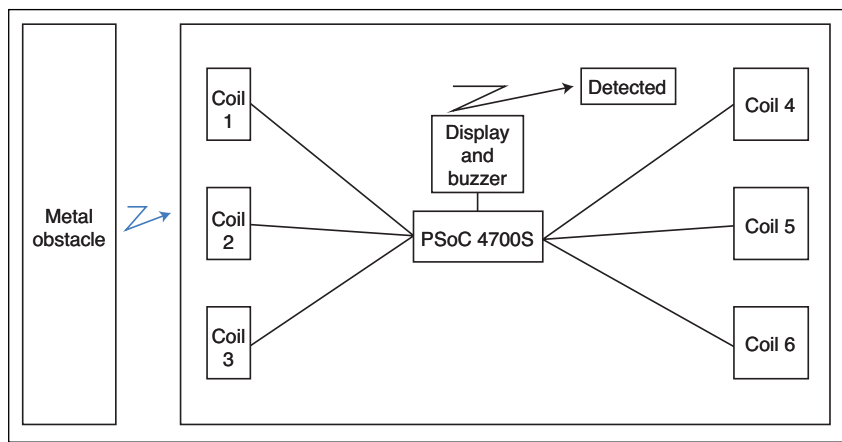 Metal
obstacle
Coil
1
Coil
2
Coil
3
Display
and
buzzer
Detected
PSoC 4700S
Coil 4
Coil 5
Coil 6